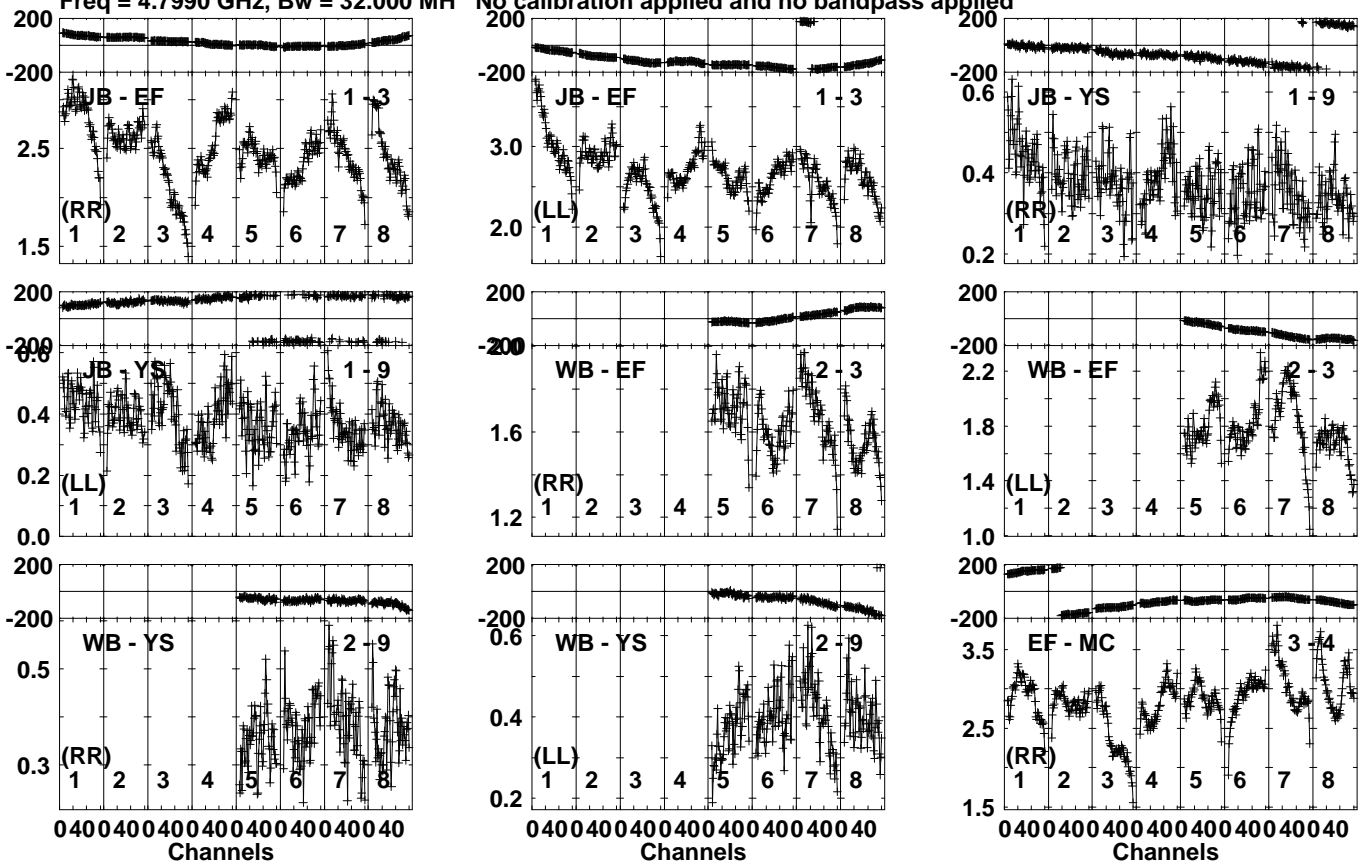 Freq = 4.7990 GHz, Bw = 32.000 MH No calibration applied and no bandpass applied
200
-200
JB - EF 1 - 3
2.5
1.5
(RR)
1 2 3 4 5 6 7 8
200
-200
JB - EF 1 - 3
3.0
2.0
(LL)
1 2 3 4 5 6 7 8
200
-200
JB - YS 1 - 9
0.6
0.4
0.2
(RR)
1 2 3 4 5 6 7 8
200
-200
0.6
JB - YS 1 - 9
0.4
0.2
0.0
(LL)
1 2 3 4 5 6 7 8
200
-200
2.0
WB - EF 2 - 3
1.6
1.2
(RR)
1 2 3 4 5 6 7 8
200
-200
WB - EF 2 - 3
2.2
1.8
1.4
1.0
(LL)
1 2 3 4 5 6 7 8
200
-200
WB - YS 2 - 9
0.5
0.3
(RR)
1 2 3 4 5 6 7 8
0 40 0 40 0 40 0 40 0 40 0 40 0 40 0 40
Channels
200
-200
WB - YS 2 - 9
0.6
0.4
0.2
(LL)
1 2 3 4 5 6 7 8
0 40 0 40 0 40 0 40 0 40 0 40 0 40 0 40
Channels
200
-200
EF - MC 3 - 4
3.5
2.5
1.5
(RR)
1 2 3 4 5 6 7 8
0 40 0 40 0 40 0 40 0 40 0 40 0 40 0 40
Channels